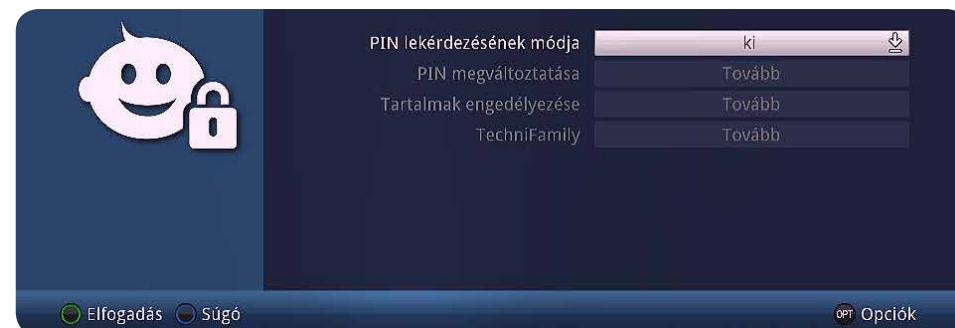 PIN lekérdezésének módja ki
PIN megváltoztatása Tovább
Tartalmak engedélyezése Tovább
TechniFamily Tovább
Elfogadás Súgó OPT Opciók